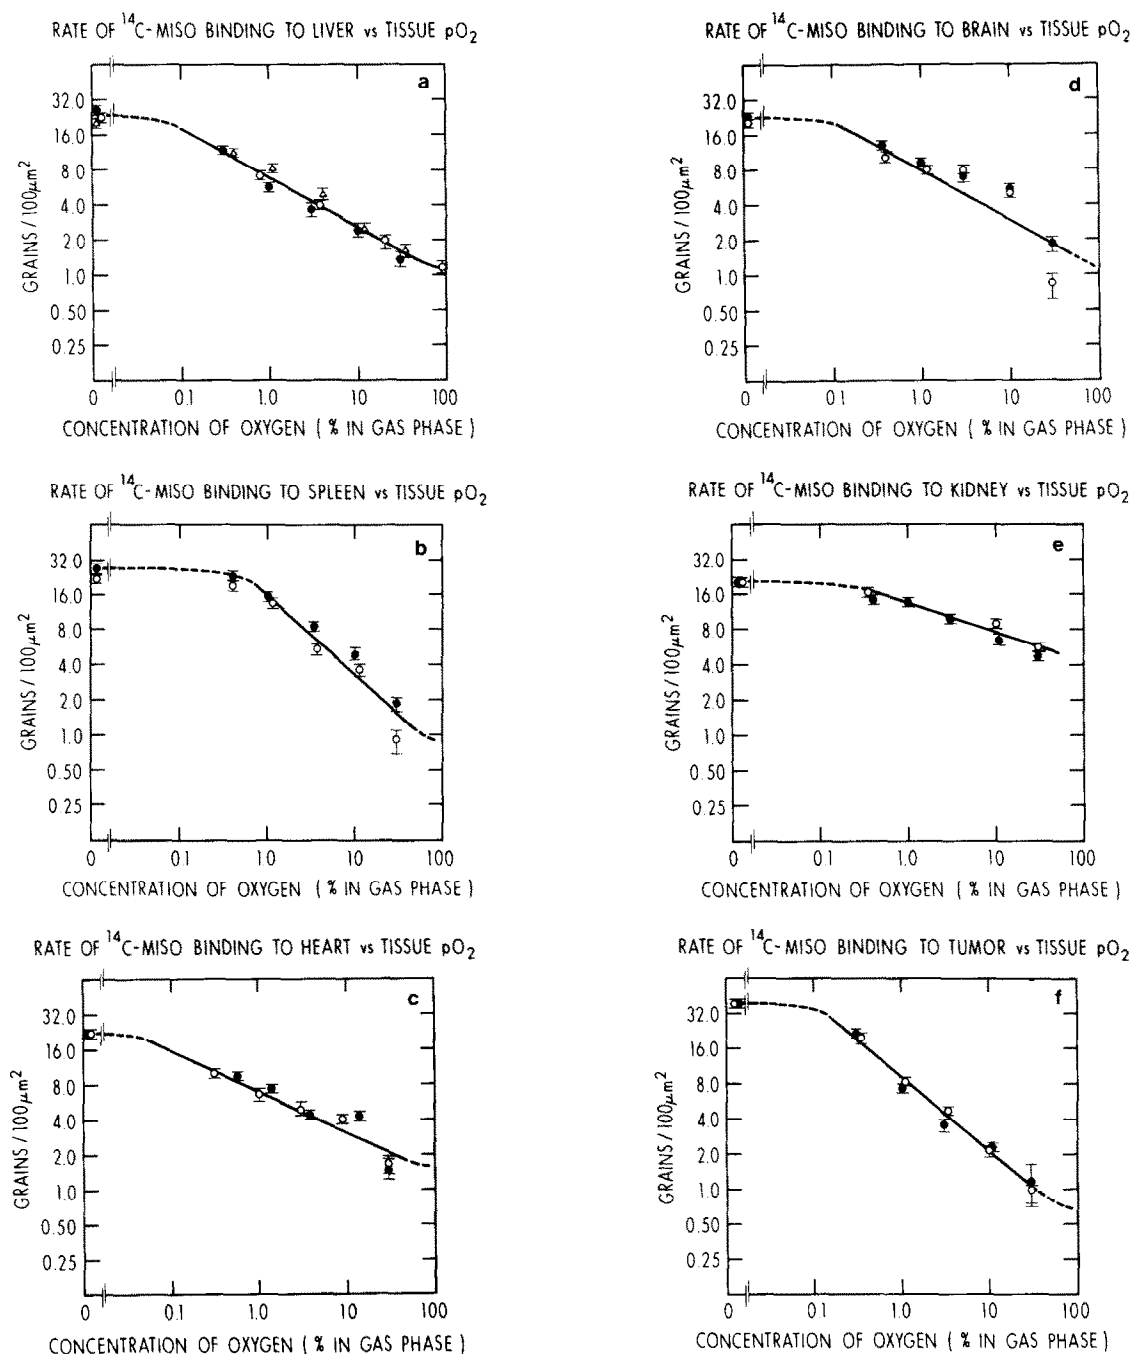 RATE OF 14C-MISO BINDING TO LIVER vs TISSUE pO2
a
32.0
16.0
8.0
4.0
2.0
1.0
0.50
0.25
GRAINS / 100μm2
0 0.1 1.0 10 100
CONCENTRATION OF OXYGEN ( % IN GAS PHASE )
RATE OF 14C-MISO BINDING TO BRAIN vs TISSUE pO2
d
32.0
16.0
8.0
4.0
2.0
1.0
0.50
0.25
GRAINS / 100μm2
0 0.1 1.0 10 100
CONCENTRATION OF OXYGEN ( % IN GAS PHASE )
RATE OF 14C-MISO BINDING TO SPLEEN vs TISSUE pO2
b
32.0
16.0
8.0
4.0
2.0
1.0
0.50
0.25
GRAINS / 100μm2
0 0.1 1.0 10 100
CONCENTRATION OF OXYGEN ( % IN GAS PHASE )
RATE OF 14C-MISO BINDING TO KIDNEY vs TISSUE pO2
e
32.0
16.0
8.0
4.0
2.0
1.0
0.50
0.25
GRAINS / 100μm2
0 0.1 1.0 10 100
CONCENTRATION OF OXYGEN ( % IN GAS PHASE )
RATE OF 14C-MISO BINDING TO HEART vs TISSUE pO2
c
32.0
16.0
8.0
4.0
2.0
1.0
0.50
0.25
GRAINS / 100μm2
0 0.1 1.0 10 100
CONCENTRATION OF OXYGEN ( % IN GAS PHASE )
RATE OF 14C-MISO BINDING TO TUMOR vs TISSUE pO2
f
32.0
16.0
8.0
4.0
2.0
1.0
0.50
0.25
GRAINS / 100μm2
0 0.1 1.0 10 100
CONCENTRATION OF OXYGEN ( % IN GAS PHASE )